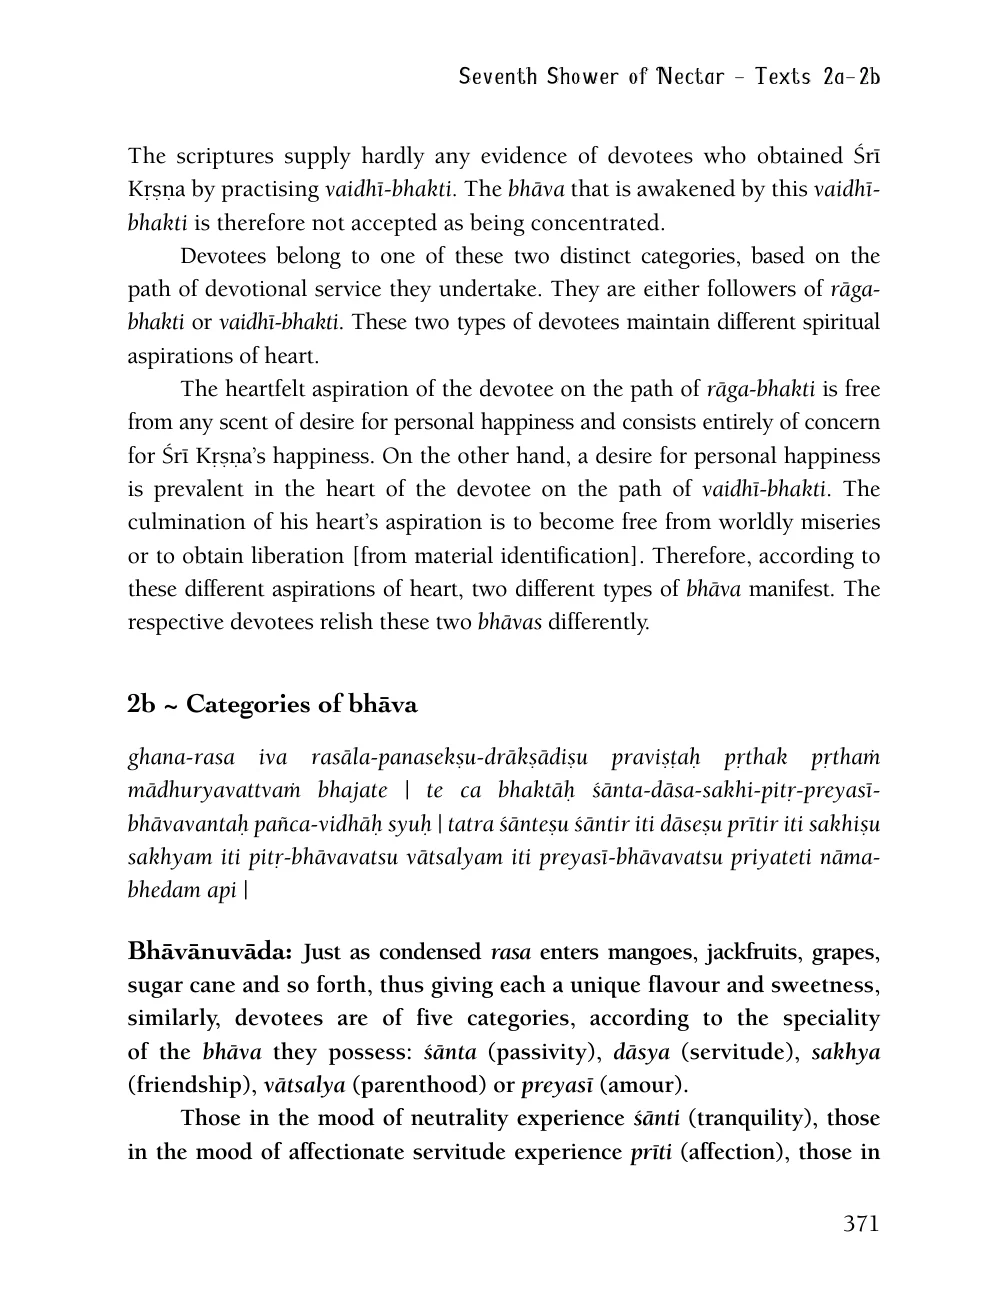 Seventh Shower of Nectar – Texts 2a–2b
The scriptures supply hardly any evidence of devotees who obtained Śrī
Kṛṣṇa by practising vaidhī-bhakti. The bhāva that is awakened by this vaidhī-
bhakti is therefore not accepted as being concentrated.
Devotees belong to one of these two distinct categories, based on the
path of devotional service they undertake. They are either followers of rāga-
bhakti or vaidhī-bhakti. These two types of devotees maintain different spiritual
aspirations of heart.
The heartfelt aspiration of the devotee on the path of rāga-bhakti is free
from any scent of desire for personal happiness and consists entirely of concern
for Śrī Kṛṣṇa’s happiness. On the other hand, a desire for personal happiness
is prevalent in the heart of the devotee on the path of vaidhī-bhakti. The
culmination of his heart’s aspiration is to become free from worldly miseries
or to obtain liberation [from material identification]. Therefore, according to
these different aspirations of heart, two different types of bhāva manifest. The
respective devotees relish these two bhāvas differently.
2b ~ Categories of bhāva
ghana-rasa iva rasāla-panasekṣu-drākṣādiṣu praviṣṭaḥ pṛthak pṛthaṁ
mādhuryavattvaṁ bhajate | te ca bhaktāḥ śānta-dāsa-sakhi-pitṛ-preyasī-
bhāvavantaḥ pañca-vidhāḥ syuḥ | tatra śānteṣu śāntir iti dāseṣu prītir iti sakhiṣu
sakhyam iti pitṛ-bhāvavatsu vātsalyam iti preyasī-bhāvavatsu priyateti nāma-
bhedam api |
Bhāvānuvāda: Just as condensed rasa enters mangoes, jackfruits, grapes,
sugar cane and so forth, thus giving each a unique flavour and sweetness,
similarly, devotees are of five categories, according to the speciality
of the bhāva they possess: śānta (passivity), dāsya (servitude), sakhya
(friendship), vātsalya (parenthood) or preyasī (amour).
Those in the mood of neutrality experience śānti (tranquility), those
in the mood of affectionate servitude experience prīti (affection), those in
371